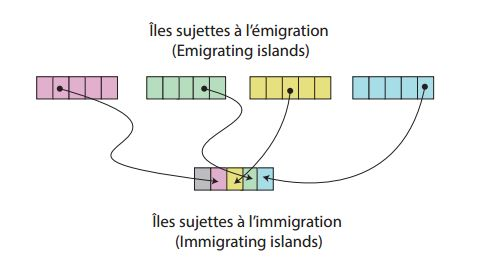 Îles sujettes à l’émigration
(Emigrating islands)
Îles sujettes à l’immigration
(Immigrating islands)